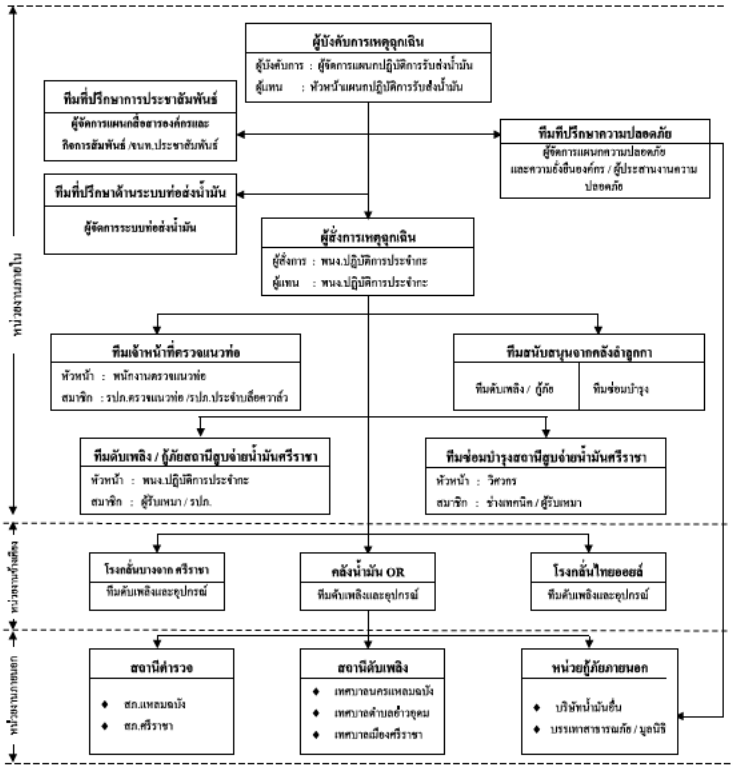 ผู้บังคับการเหตุฉุกเฉิน
ผู้บังคับการ : ผู้จัดการแผนกปฏิบัติการรับส่งน้ำมัน
ผู้แทน : หัวหน้าแผนกปฏิบัติการรับส่งน้ำมัน
ทีมที่ปรึกษาการประชาสัมพันธ์
ผู้จัดการแผนกสื่อสารองค์กรและ
กิจการสัมพันธ์ /จนท.ประชาสัมพันธ์
ทีมที่ปรึกษาความปลอดภัย
ผู้จัดการแผนกความปลอดภัย
และความยั่งยืนองค์กร / ผู้ประสานงานความ
ปลอดภัย
ทีมที่ปรึกษาด้านระบบท่อส่งน้ำมัน
ผู้จัดการระบบท่อส่งน้ำมัน
ผู้สั่งการเหตุฉุกเฉิน
ผู้สั่งการ : พนง.ปฏิบัติการประจำกะ
ผู้แทน : พนง.ปฏิบัติการประจำกะ
หน่วยงานภายใน
ทีมเจ้าหน้าที่ตรวจแนวท่อ
หัวหน้า : พนักงานตรวจแนวท่อ
สมาชิก : รปภ.ตรวจแนวท่อ /รปภ.ประจำบล็อควาล์ว
ทีมสนับสนุนจากคลังลำลูกกา
ทีมดับเพลิง / กู้ภัย
ทีมซ่อมบำรุง
ทีมดับเพลิง / กู้ภัยสถานีสูบจ่ายน้ำมันศรีราชา
หัวหน้า : พนง.ปฏิบัติการประจำกะ
สมาชิก : ผู้รับเหมา / รปภ.
ทีมซ่อมบำรุงสถานีสูบจ่ายน้ำมันศรีราชา
หัวหน้า : วิศวกร
สมาชิก : ช่างเทคนิค / ผู้รับเหมา
หน่วยงานข้างเคียง
โรงกลั่นบางจาก ศรีราชา
ทีมดับเพลิงและอุปกรณ์
คลังน้ำมัน OR
ทีมดับเพลิงและอุปกรณ์
โรงกลั่นไทยออยล์
ทีมดับเพลิงและอุปกรณ์
หน่วยงานภายนอก
สถานีตำรวจ
♦ สภ.แหลมฉบัง
♦ สภ.ศรีราชา
สถานีดับเพลิง
♦ เทศบาลนครแหลมฉบัง
♦ เทศบาลตำบลอ่าวอุดม
♦ เทศบาลเมืองศรีราชา
หน่วยกู้ภัยภายนอก
♦ บริษัทน้ำมันอื่น
♦ บรรเทาสาธารณภัย / มูลนิธิ